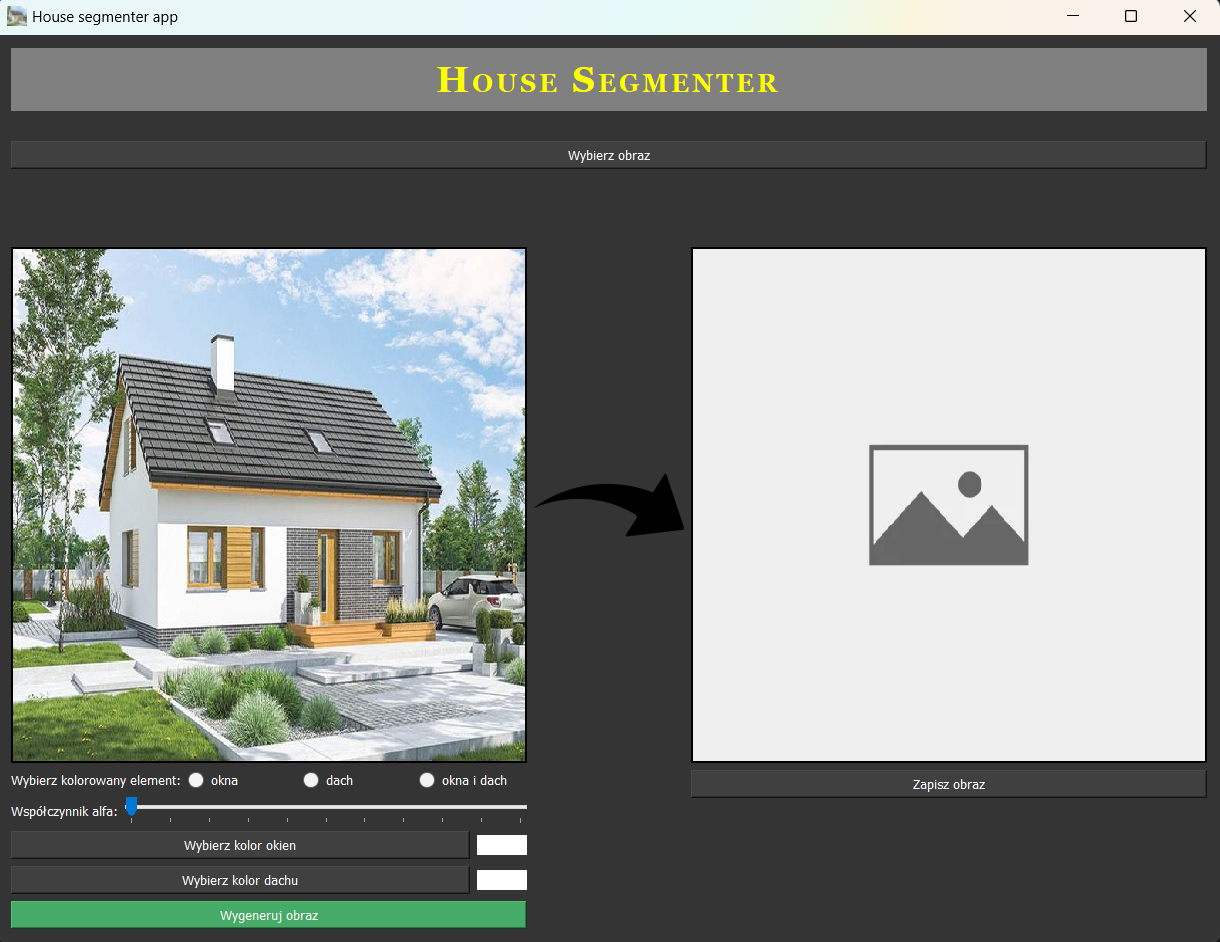 House segmenter app
House Segmenter
Wybierz obraz
Wybierz kolorowany element: okna dach okna i dach
Zapisz obraz
Współczynnik alfa:
Wybierz kolor okien
Wybierz kolor dachu
Wygeneruj obraz